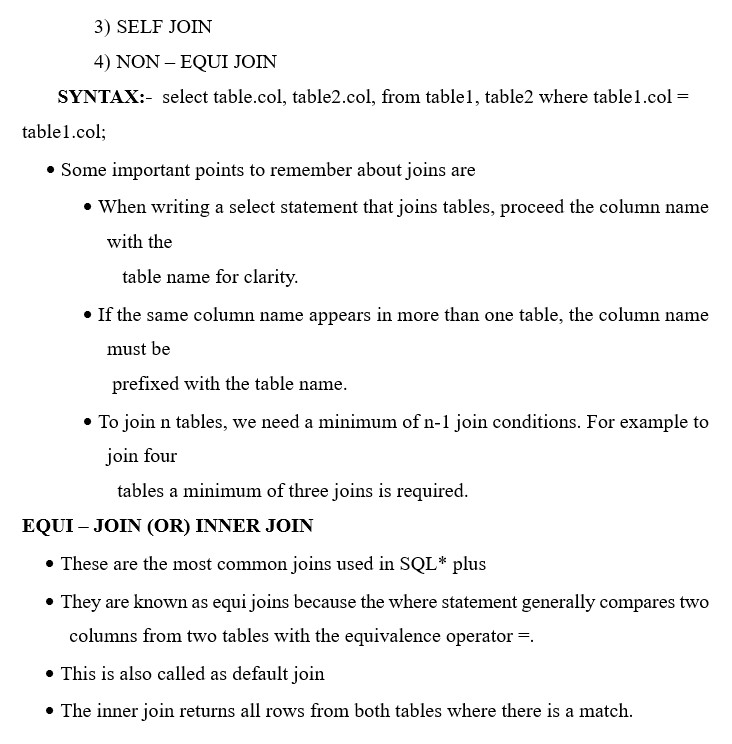 3) SELF JOIN
4) NON – EQUI JOIN
SYNTAX:- select table.col, table2.col, from table1, table2 where table1.col =
table1.col;
• Some important points to remember about joins are
• When writing a select statement that joins tables, proceed the column name
with the
table name for clarity.
• If the same column name appears in more than one table, the column name
must be
prefixed with the table name.
• To join n tables, we need a minimum of n-1 join conditions. For example to
join four
tables a minimum of three joins is required.
EQUI – JOIN (OR) INNER JOIN
• These are the most common joins used in SQL* plus
• They are known as equi joins because the where statement generally compares two
columns from two tables with the equivalence operator =.
• This is also called as default join
• The inner join returns all rows from both tables where there is a match.